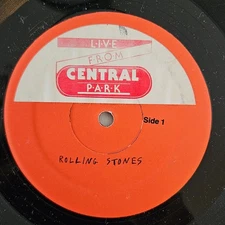 LIVE
FROM
CENTRAL
PARK
Side 1
ROLLING STONES